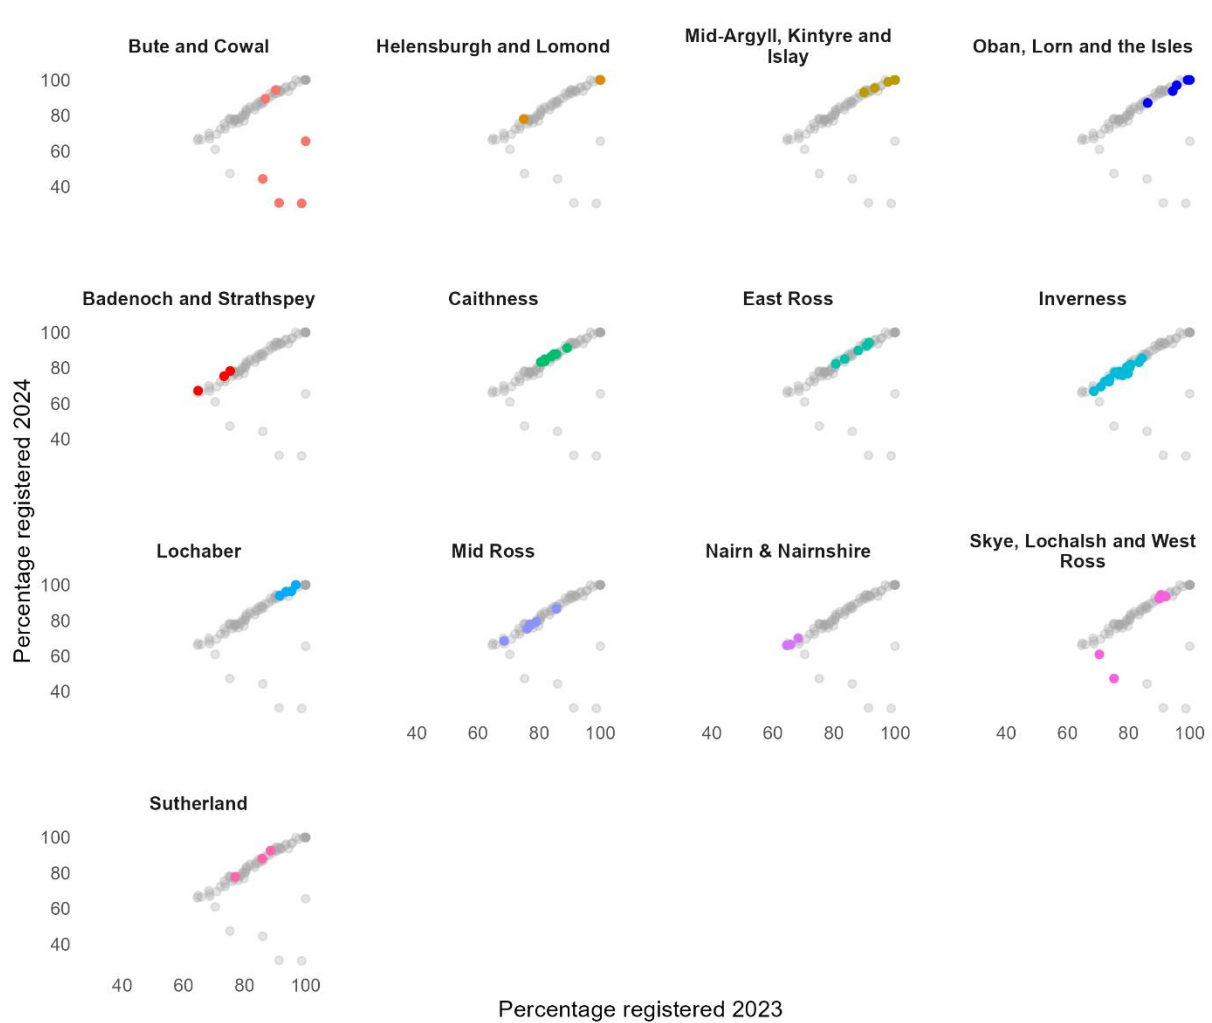 Bute and Cowal
Helensburgh and Lomond
Mid-Argyll, Kintyre and
Islay
Oban, Lorn and the Isles
100
80
60
40
Badenoch and Strathspey
Caithness
East Ross
Inverness
100
80
60
40
Percentage registered 2024
Lochaber
Mid Ross
Nairn & Nairnshire
Skye, Lochalsh and West
Ross
100
80
60
40
40 60 80 100
40 60 80 100
40 60 80 100
Sutherland
100
80
60
40
40 60 80 100
Percentage registered 2023